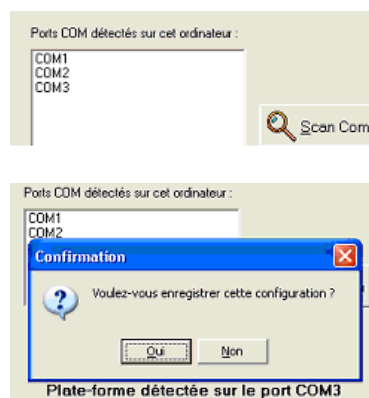 Ports COM détectés sur cet ordinateur :
COM1
COM2
COM3
Scan Com
Ports COM détectés sur cet ordinateur :
COM1
COM2
Confirmation
Voulez-vous enregistrer cette configuration ?
Oui
Non
Plate-forme détectée sur le port COM3